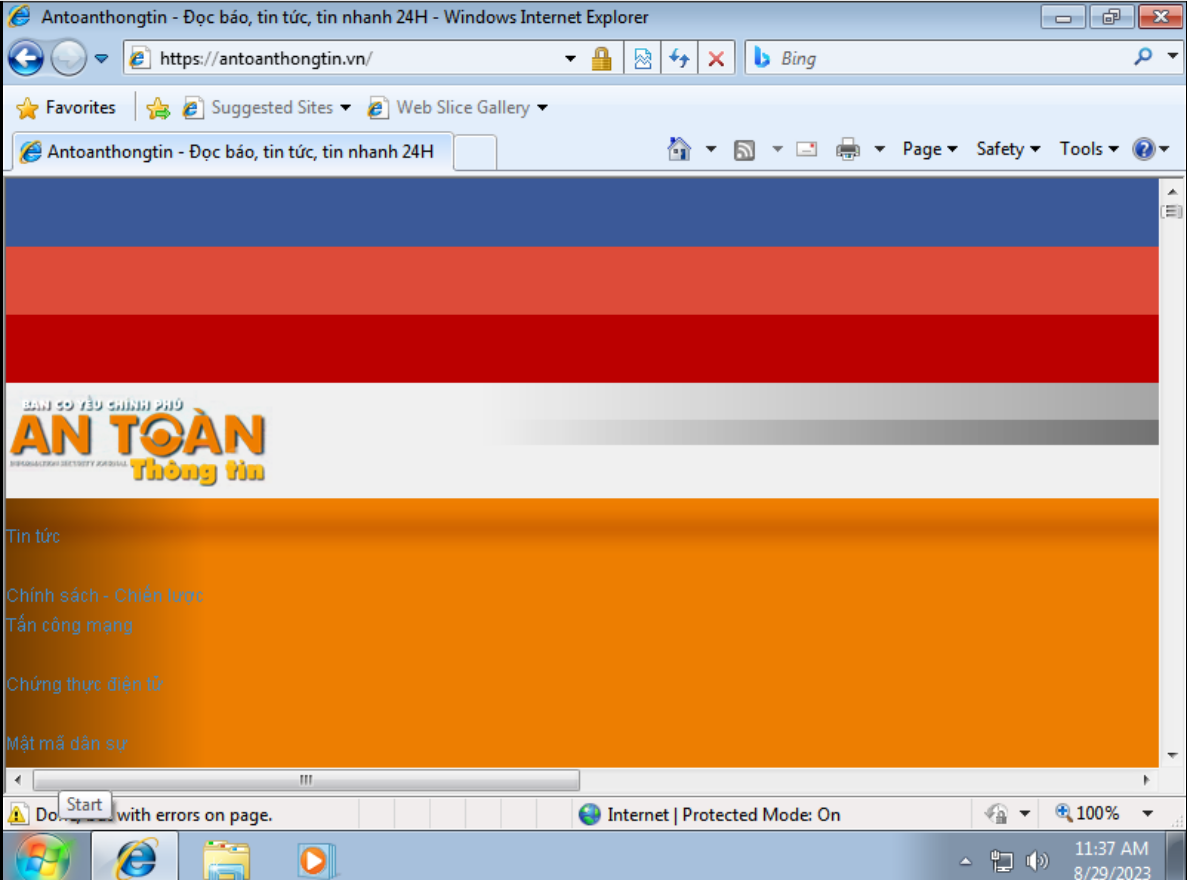 Antoanthongtin - Đọc báo, tin tức, tin nhanh 24H - Windows Internet Explorer
https://antoanthongtin.vn/
Bing
Favorites Suggested Sites Web Slice Gallery
Antoanthongtin - Đọc báo, tin tức, tin nhanh 24H
Page Safety Tools
BAN CƠ YẾU CHÍNH PHỦ
AN TOÀN
INFORMATION SECURITY JOURNAL
Thông tin
Tin tức
Chính sách - Chiến lược
Tấn công mạng
Chứng thực điện tử
Mật mã dân sự
Start
with errors on page.
Internet | Protected Mode: On
100%
11:37 AM
8/29/2023